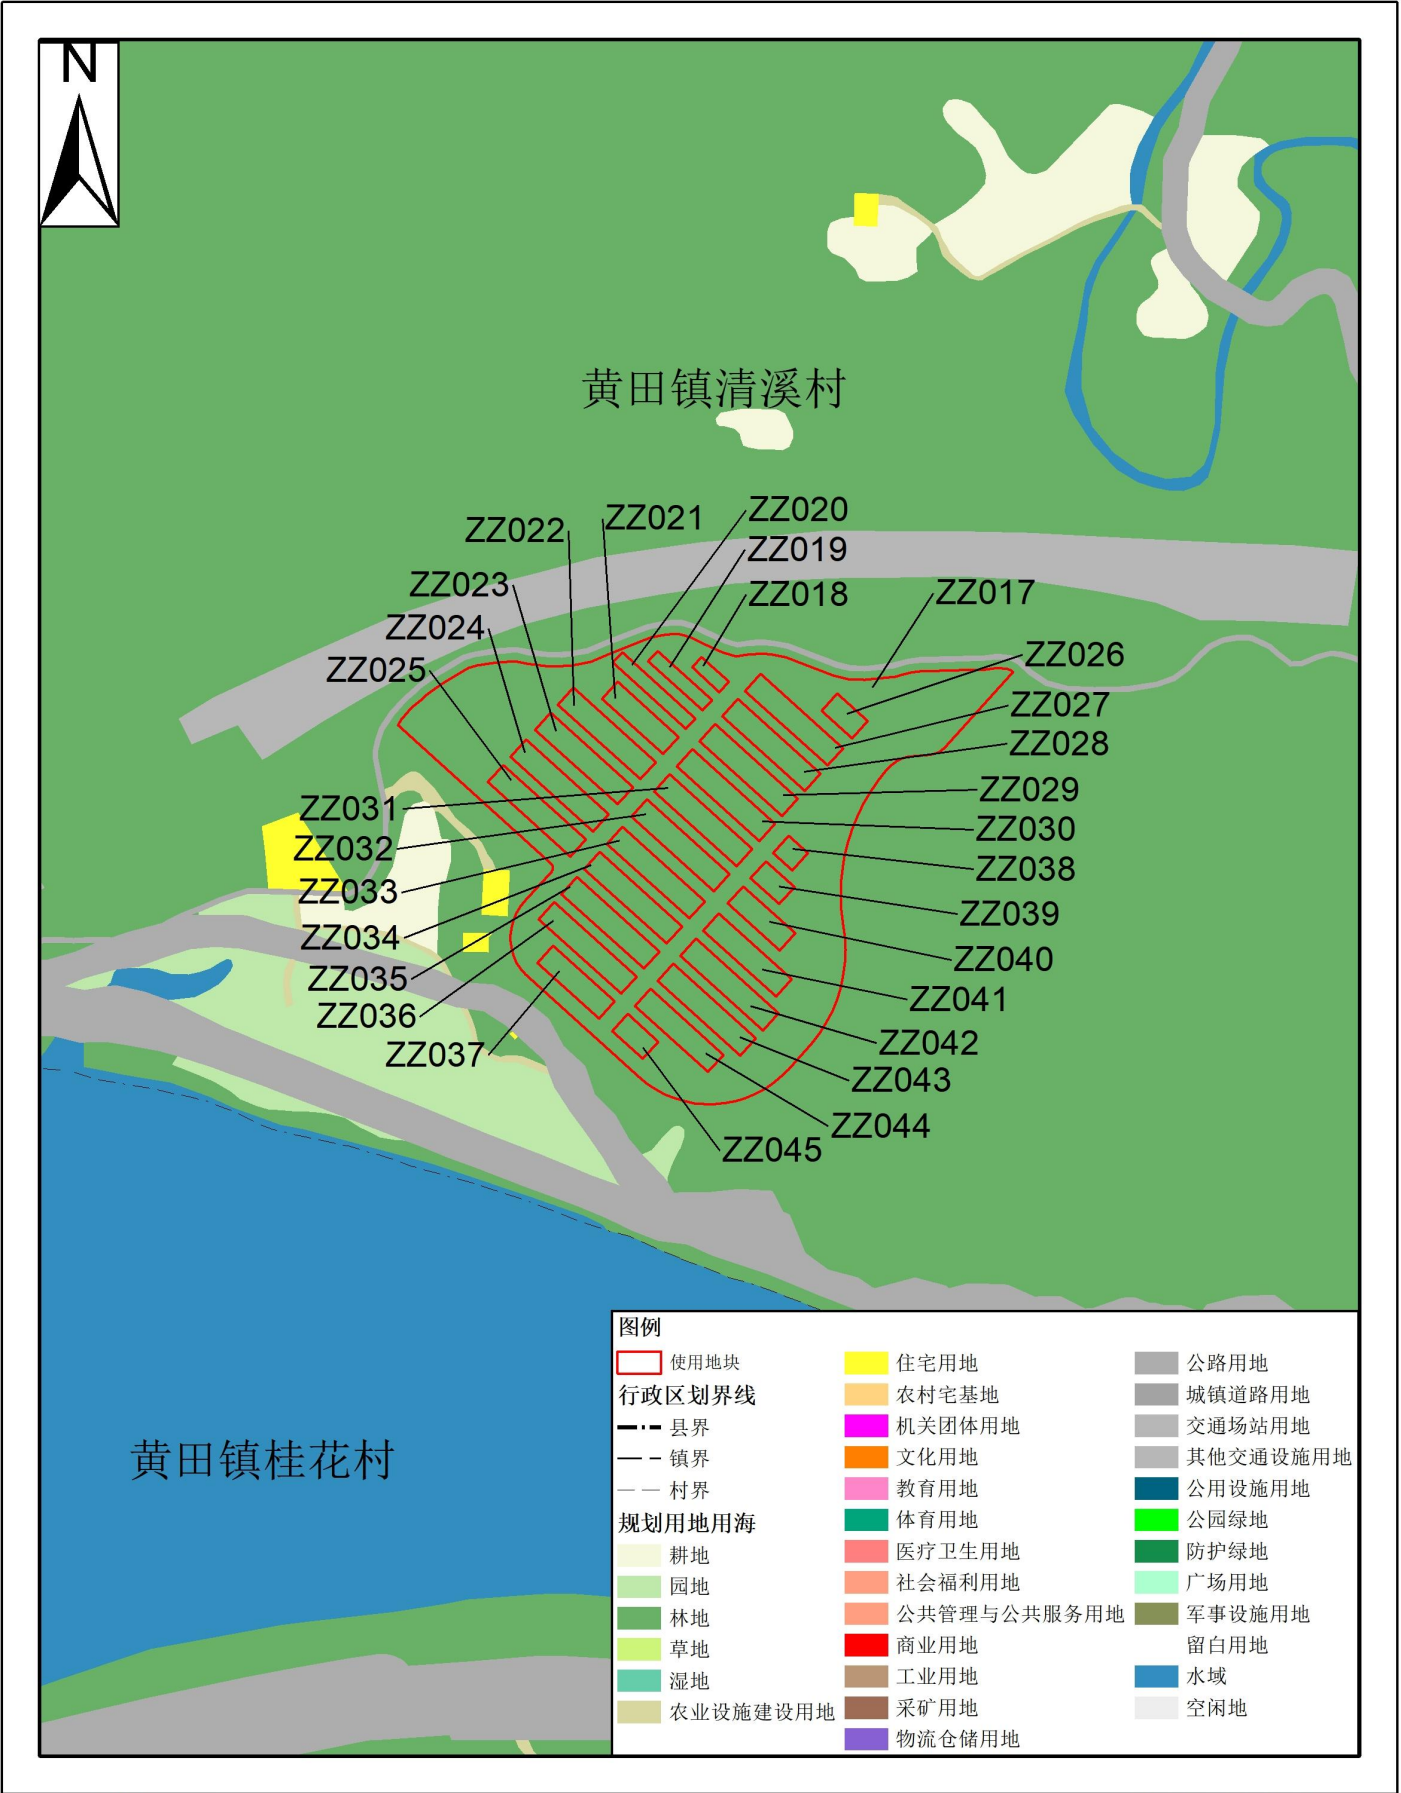 N
黄田镇清溪村
ZZ020
ZZ021
ZZ022
ZZ019
ZZ023
ZZ018
ZZ017
ZZ024
ZZ026
ZZ025
ZZ027
ZZ028
ZZ029
ZZ031
ZZ030
ZZ032
ZZ038
ZZ033
ZZ039
ZZ034
ZZ040
ZZ035
ZZ041
ZZ036
ZZ042
ZZ037
ZZ043
ZZ044
ZZ045
黄田镇桂花村
图例
使用地块
行政区划界线
县界
镇界
村界
规划用地用海
耕地
园地
林地
草地
湿地
农业设施建设用地
住宅用地
农村宅基地
机关团体用地
文化用地
教育用地
体育用地
医疗卫生用地
社会福利用地
公共管理与公共服务用地
商业用地
工业用地
采矿用地
物流仓储用地
公路用地
城镇道路用地
交通场站用地
其他交通设施用地
公用设施用地
公园绿地
防护绿地
广场用地
军事设施用地
留白用地
水域
空闲地